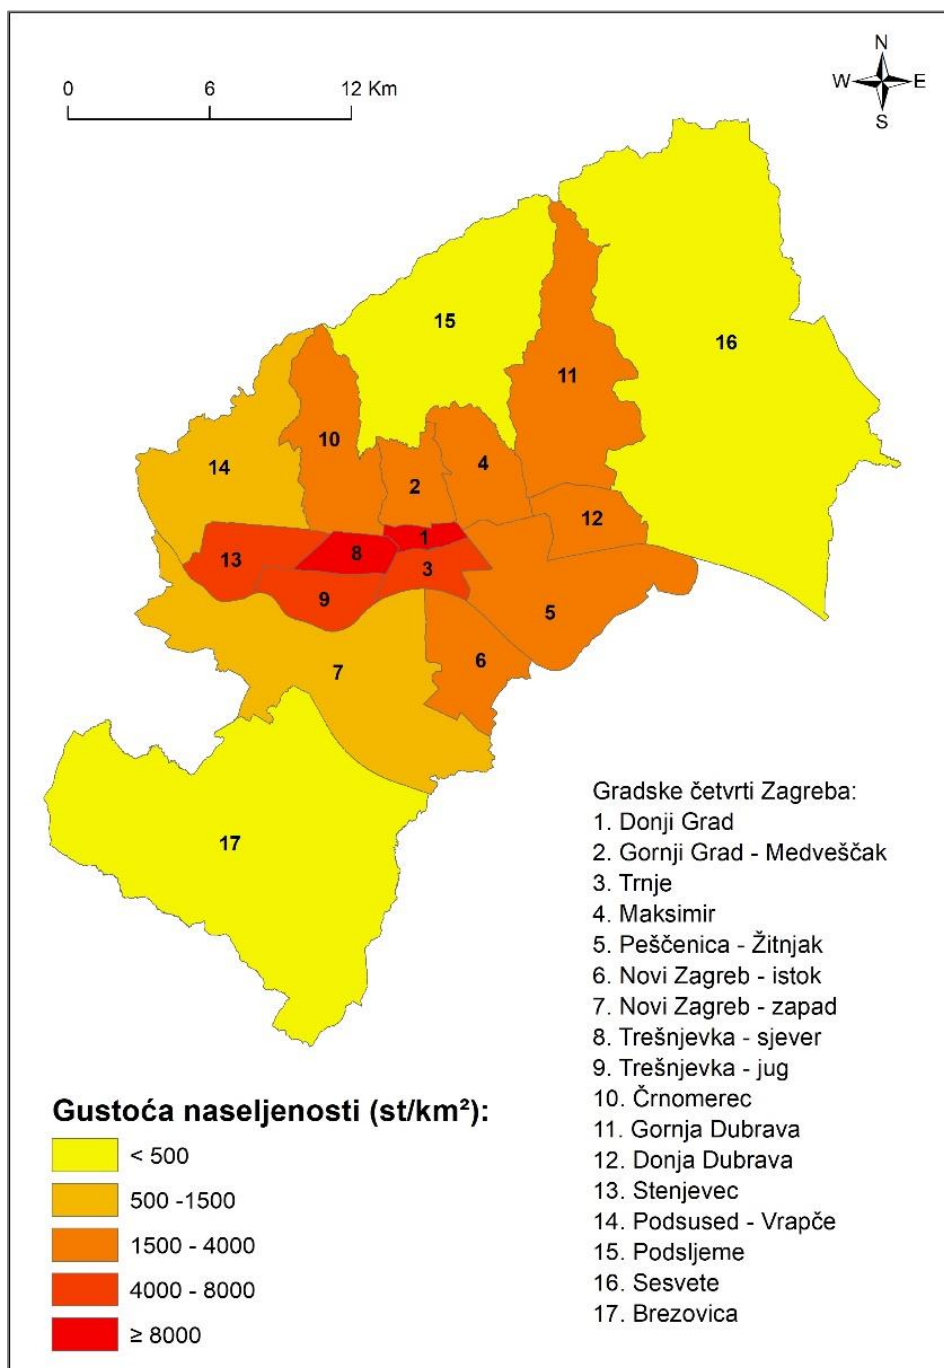 N
W E
S
0 6 12 Km
16
15
11
10
4
14
2
12
1
8
13
3
9
5
6
7
17
Gradske četvrti Zagreba:
1. Donji Grad
2. Gornji Grad - Medveščak
3. Trnje
4. Maksimir
5. Peščenica - Žitnjak
6. Novi Zagreb - istok
7. Novi Zagreb - zapad
8. Trešnjevka - sjever
9. Trešnjevka - jug
10. Črnomerec
11. Gornja Dubrava
12. Donja Dubrava
13. Stenjevec
14. Podsused - Vrapče
15. Podsljeme
16. Sesvete
17. Brezovica
Gustoća naseljenosti (st/km²):
< 500
500 -1500
1500 - 4000
4000 - 8000
≥ 8000